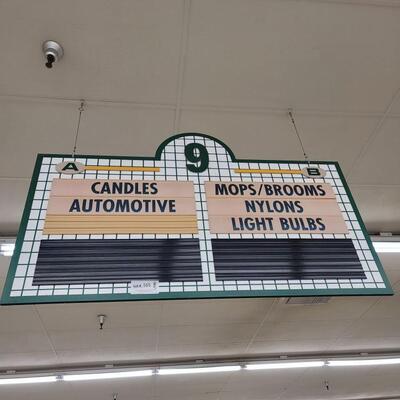 9
A
B
CANDLES
AUTOMOTIVE
MOPS/BROOMS
NYLONS
LIGHT BULBS